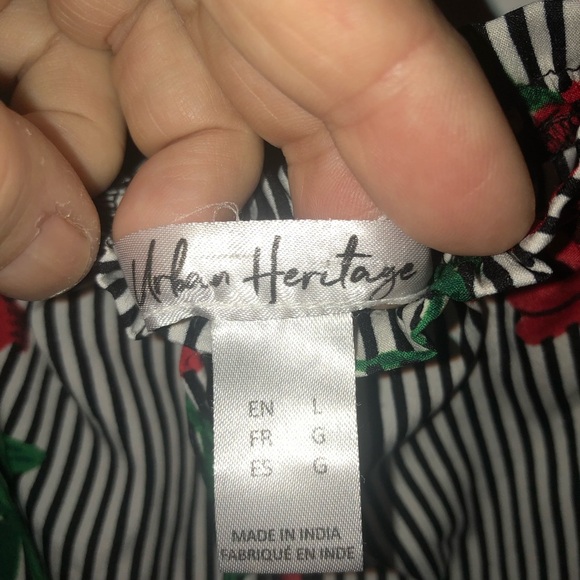 Urban Heritage
EN L
FR G
ES G
MADE IN INDIA
FABRIQUÉ EN INDE